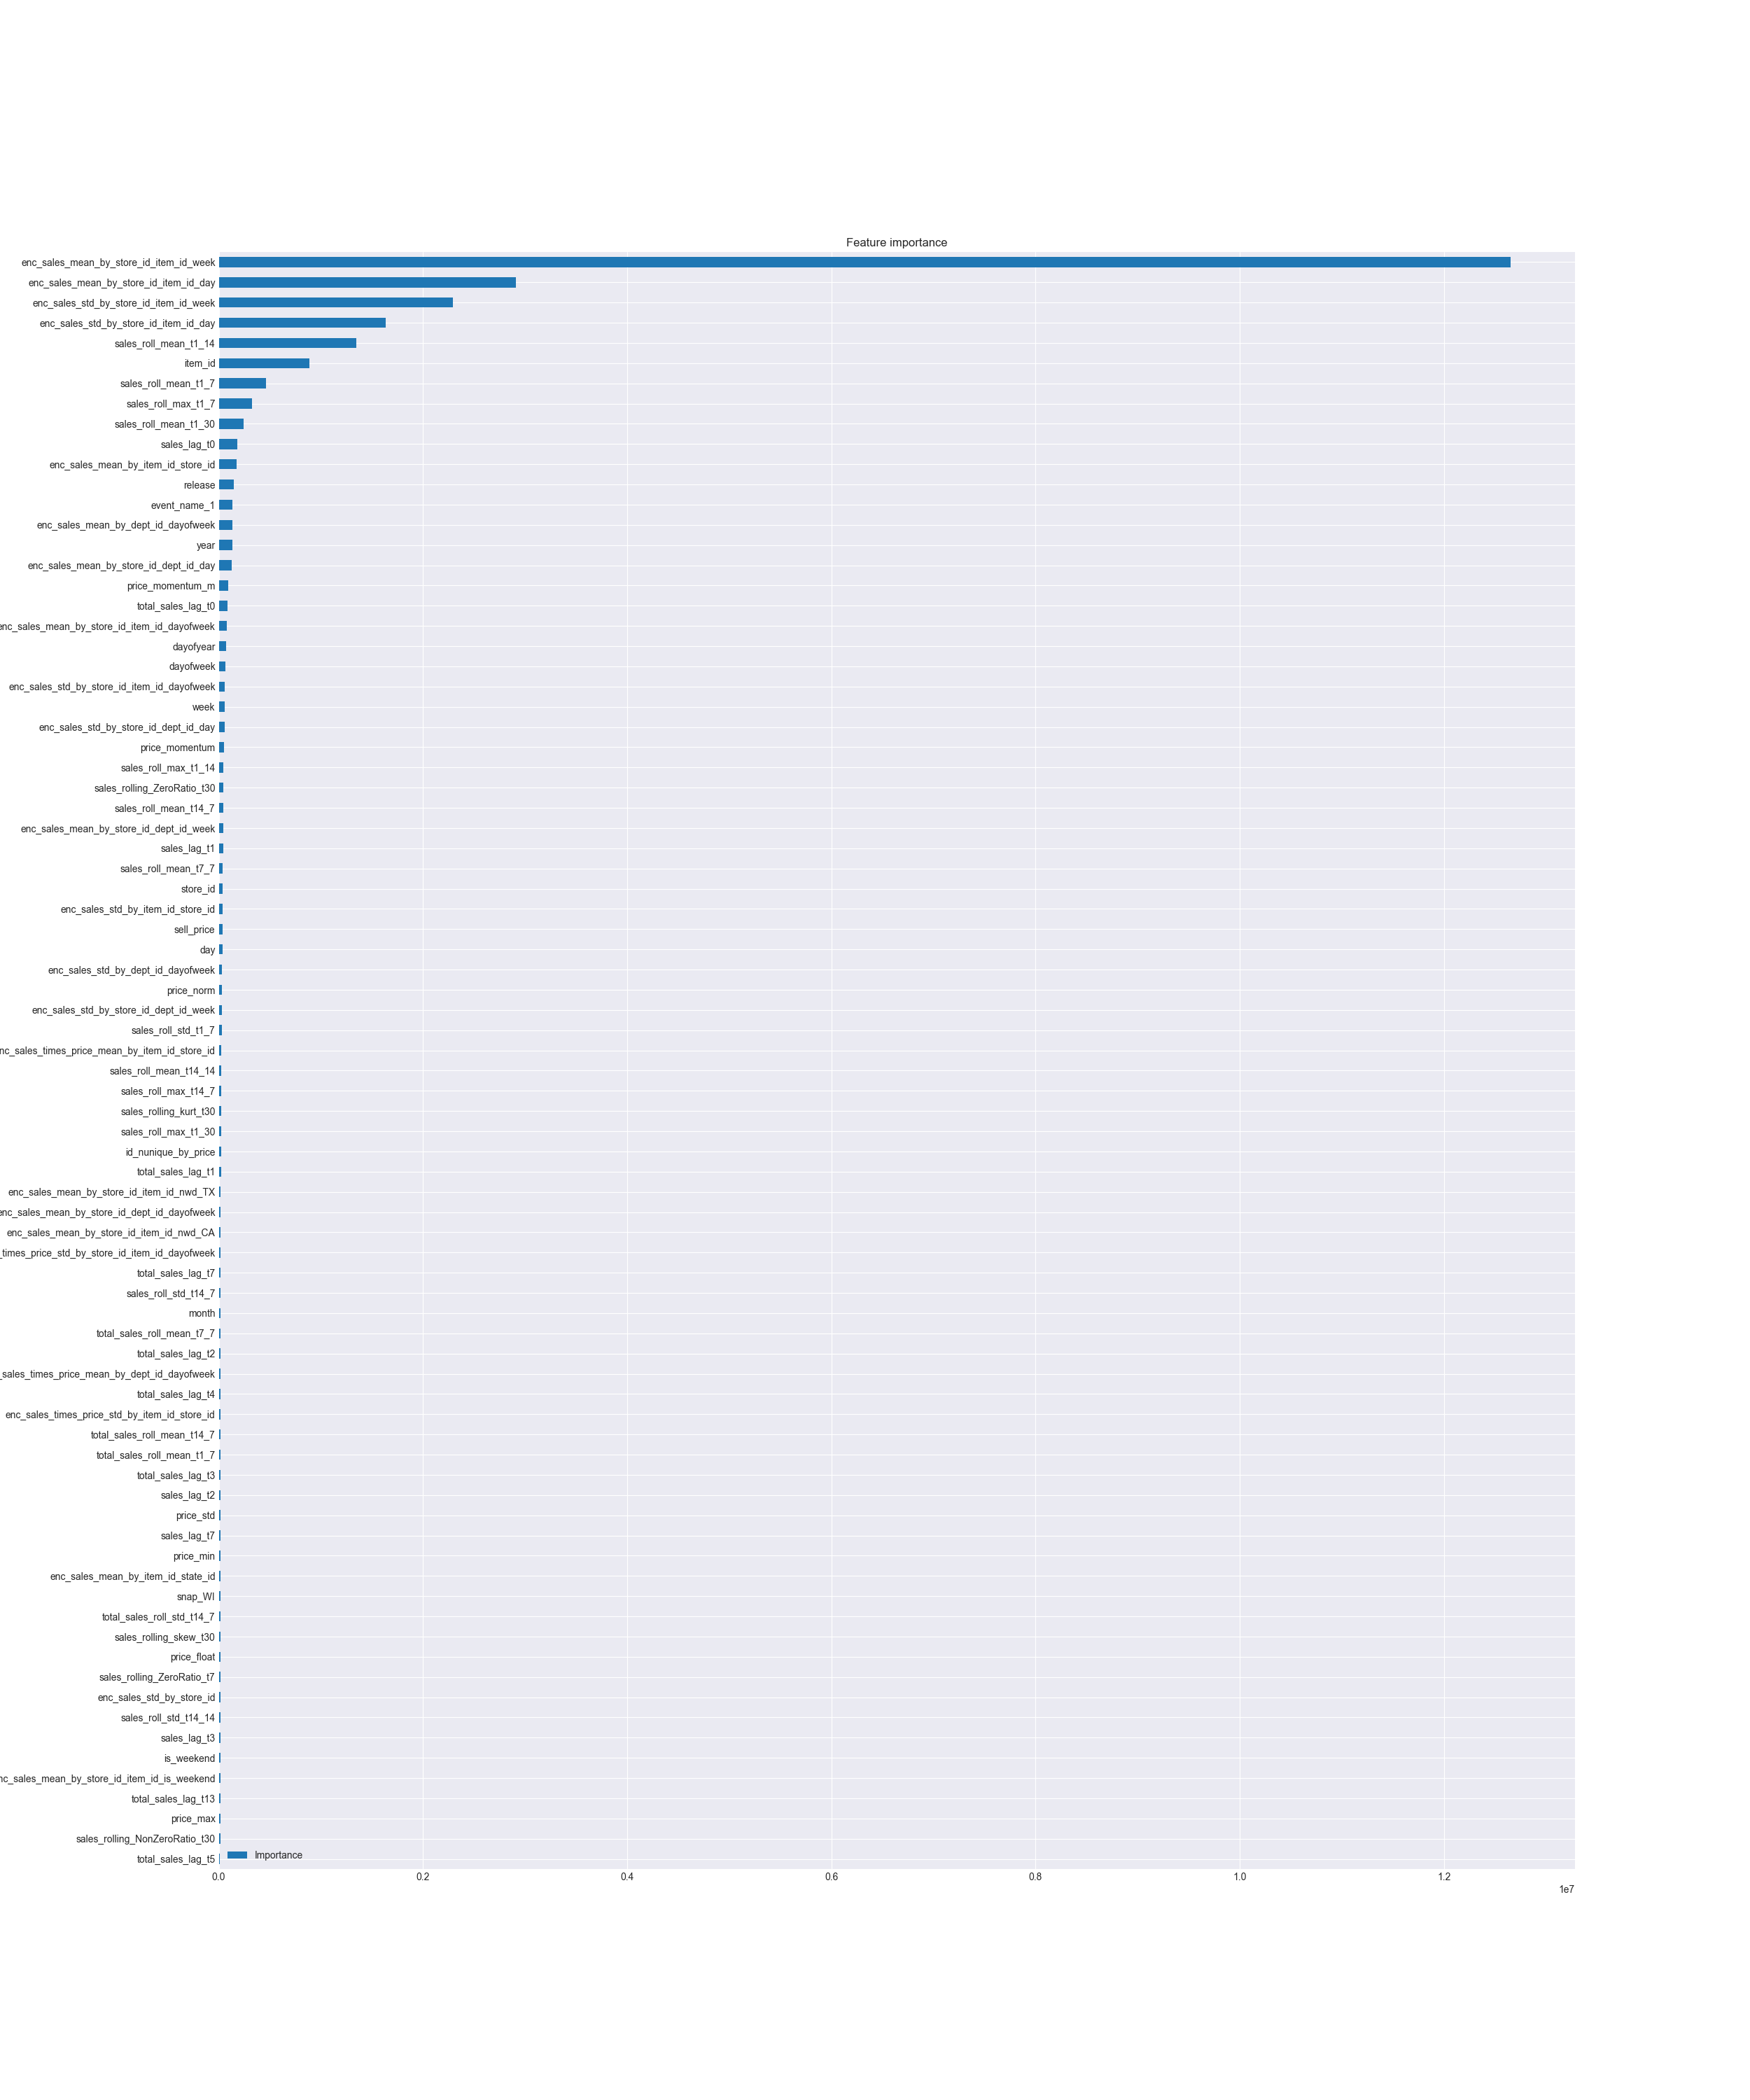 Feature importance
enc_sales_mean_by_store_id_item_id_week
enc_sales_mean_by_store_id_item_id_day
enc_sales_std_by_store_id_item_id_week
enc_sales_std_by_store_id_item_id_day
sales_roll_mean_t1_14
item_id
sales_roll_mean_t1_7
sales_roll_max_t1_7
sales_roll_mean_t1_30
sales_lag_t0
enc_sales_mean_by_item_id_store_id
release
event_name_1
enc_sales_mean_by_dept_id_dayofweek
year
enc_sales_mean_by_store_id_dept_id_day
price_momentum_m
total_sales_lag_t0
enc_sales_mean_by_store_id_item_id_dayofweek
dayofyear
dayofweek
enc_sales_std_by_store_id_item_id_dayofweek
week
enc_sales_std_by_store_id_dept_id_day
price_momentum
sales_roll_max_t1_14
sales_rolling_ZeroRatio_t30
sales_roll_mean_t14_7
enc_sales_mean_by_store_id_dept_id_week
sales_lag_t1
sales_roll_mean_t7_7
store_id
enc_sales_std_by_item_id_store_id
sell_price
day
enc_sales_std_by_dept_id_dayofweek
price_norm
enc_sales_std_by_store_id_dept_id_week
sales_roll_std_t1_7
nc_sales_times_price_mean_by_item_id_store_id
sales_roll_mean_t14_14
sales_roll_max_t14_7
sales_rolling_kurt_t30
sales_roll_max_t1_30
id_nunique_by_price
total_sales_lag_t1
enc_sales_mean_by_store_id_item_id_nwd_TX
enc_sales_mean_by_store_id_dept_id_dayofweek
enc_sales_mean_by_store_id_item_id_nwd_CA
_times_price_std_by_store_id_item_id_dayofweek
total_sales_lag_t7
sales_roll_std_t14_7
month
total_sales_roll_mean_t7_7
total_sales_lag_t2
_sales_times_price_mean_by_dept_id_dayofweek
total_sales_lag_t4
enc_sales_times_price_std_by_item_id_store_id
total_sales_roll_mean_t14_7
total_sales_roll_mean_t1_7
total_sales_lag_t3
sales_lag_t2
price_std
sales_lag_t7
price_min
enc_sales_mean_by_item_id_state_id
snap_WI
total_sales_roll_std_t14_7
sales_rolling_skew_t30
price_float
sales_rolling_ZeroRatio_t7
enc_sales_std_by_store_id
sales_roll_std_t14_14
sales_lag_t3
is_weekend
nc_sales_mean_by_store_id_item_id_is_weekend
total_sales_lag_t13
price_max
sales_rolling_NonZeroRatio_t30
total_sales_lag_t5
Importance
0.0 0.2 0.4 0.6 0.8 1.0 1.2
1e7